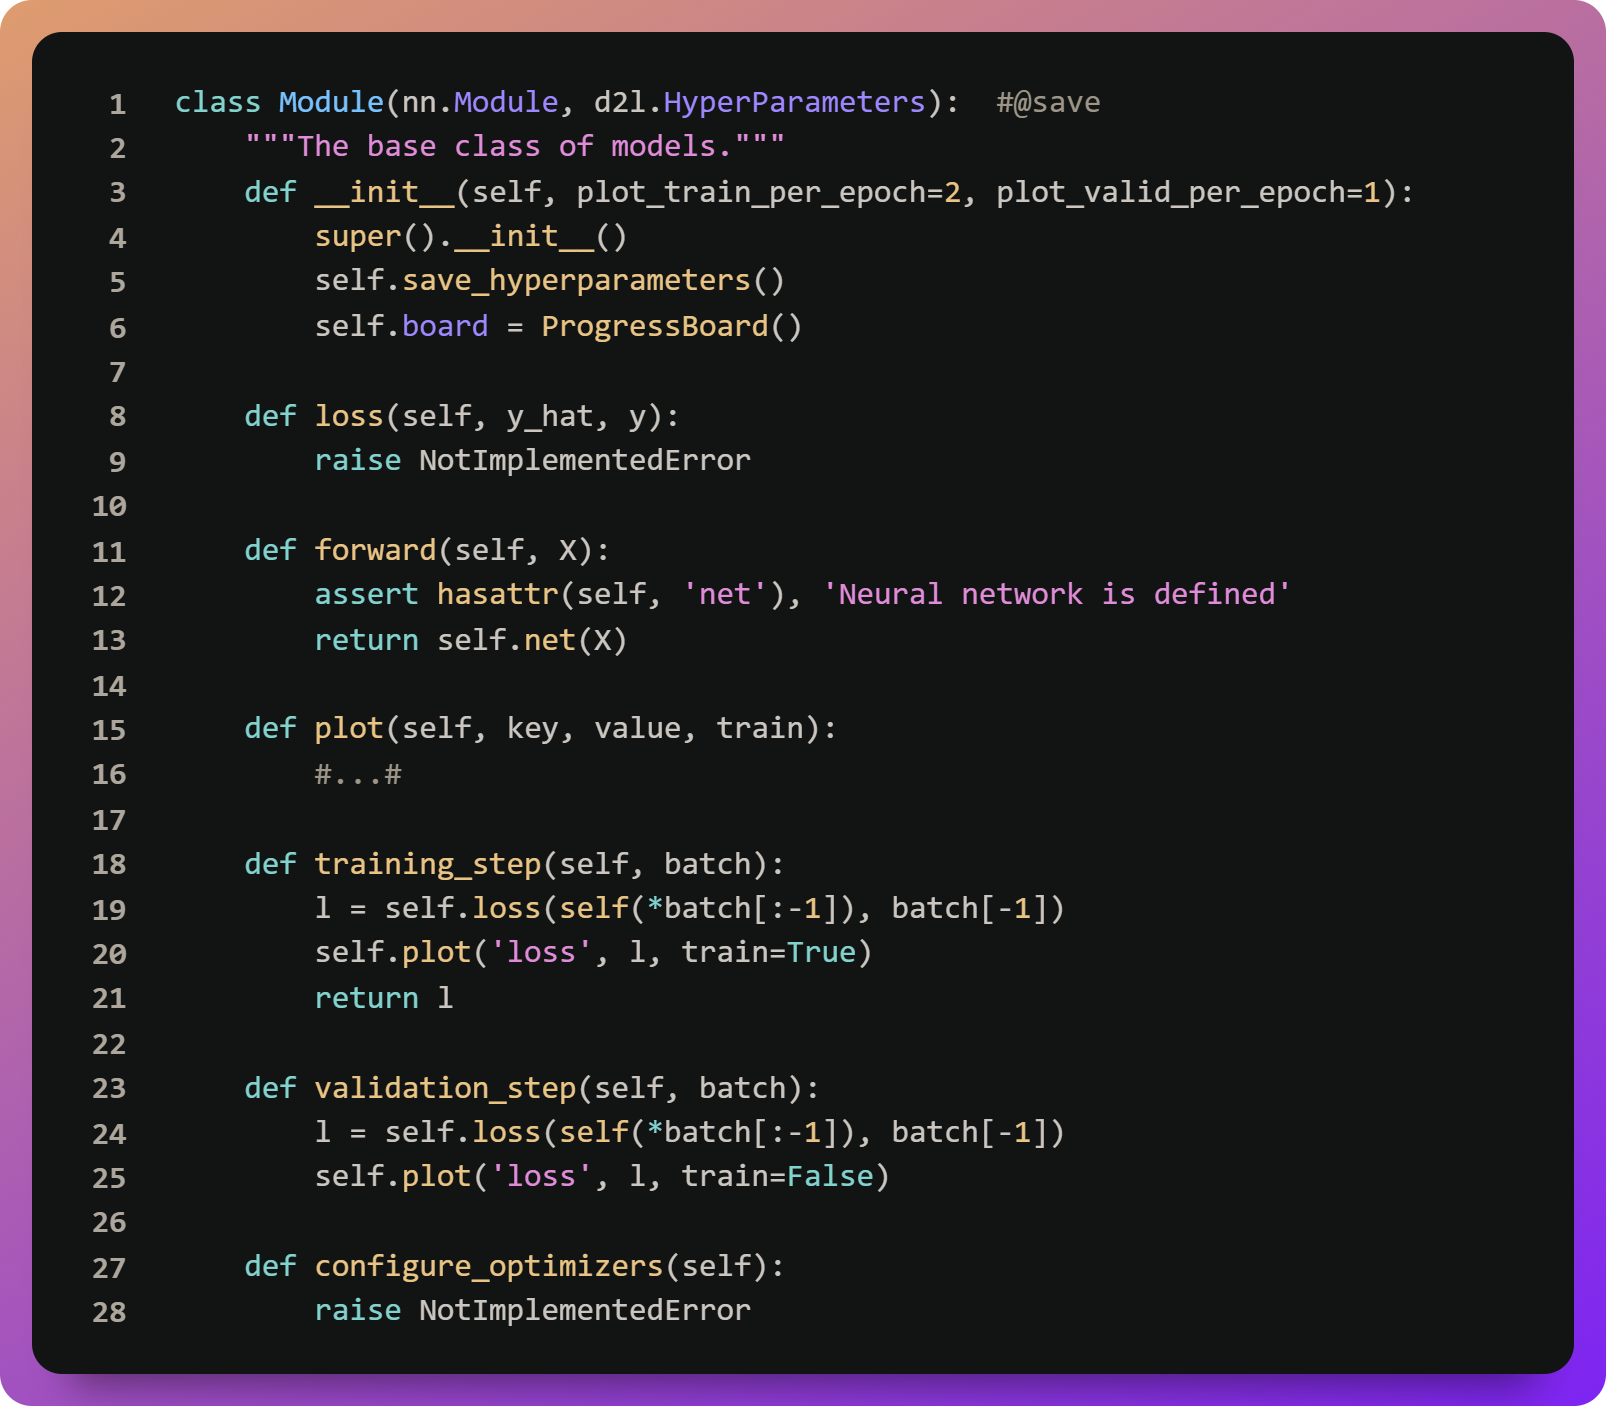 1 class Module(nn.Module, d2l.HyperParameters):  #@save
2     """The base class of models."""
3     def __init__(self, plot_train_per_epoch=2, plot_valid_per_epoch=1):
4         super().__init__()
5         self.save_hyperparameters()
6         self.board = ProgressBoard()
7
8     def loss(self, y_hat, y):
9         raise NotImplementedError
10
11     def forward(self, X):
12         assert hasattr(self, 'net'), 'Neural network is defined'
13         return self.net(X)
14
15     def plot(self, key, value, train):
16         #...#
17
18     def training_step(self, batch):
19         l = self.loss(self(*batch[:-1]), batch[-1])
20         self.plot('loss', l, train=True)
21         return l
22
23     def validation_step(self, batch):
24         l = self.loss(self(*batch[:-1]), batch[-1])
25         self.plot('loss', l, train=False)
26
27     def configure_optimizers(self):
28         raise NotImplementedError